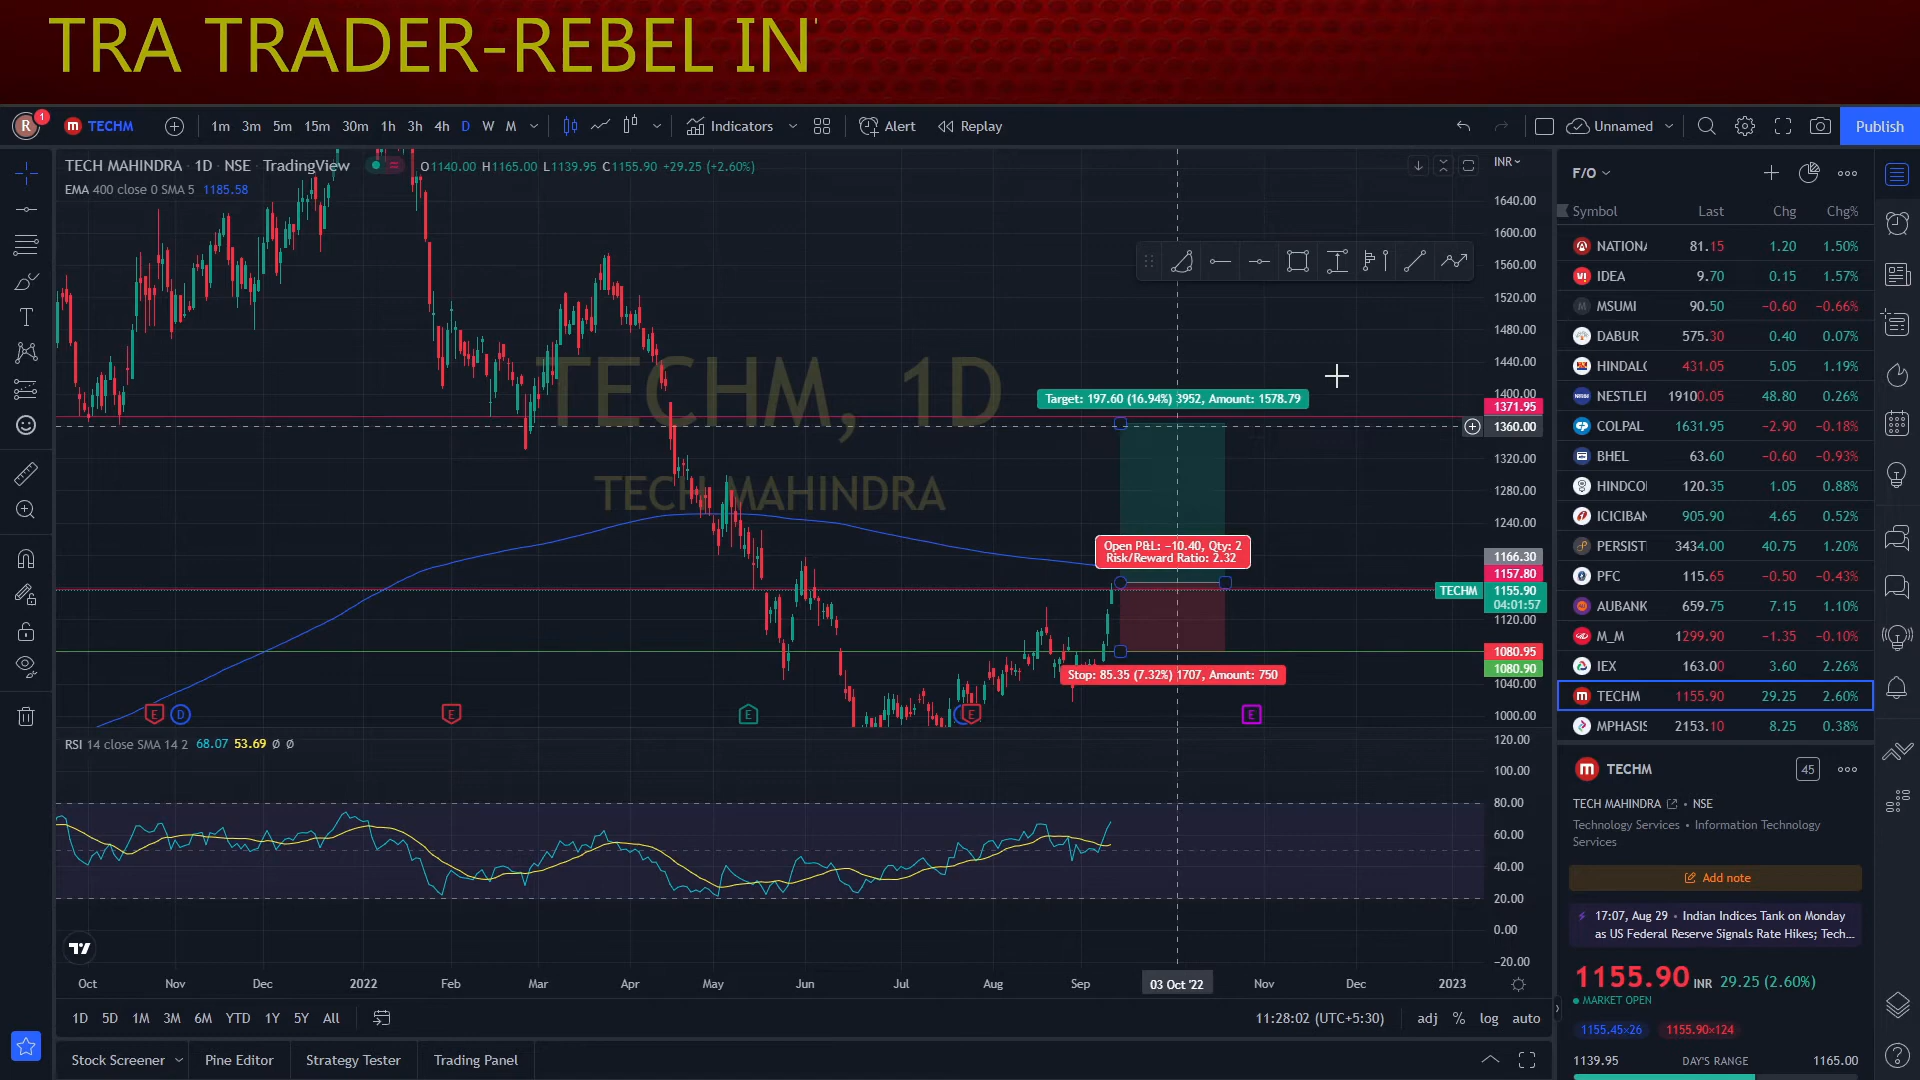 TRA TRADER-REBEL IN
R 1 TECHM 1m 3m 5m 15m 30m 1h 3h 4h D W M Indicators Alert Replay Unnamed Publish
TECH MAHINDRA · 1D · NSE · TradingView O1140.00 H1165.00 L1139.95 C1155.90 +29.25 (+2.60%)
EMA 400 close 0 SMA 5 1185.58
INR
1640.00
1600.00
1560.00
1520.00
1480.00
1440.00
1400.00
1371.95
1360.00
1320.00
1280.00
1240.00
1166.30
1157.80
TECHM 1155.90
04:01:57
1120.00
1080.95
1080.90
1040.00
1000.00
TECHM, 1D
TECH MAHINDRA
Target: 197.60 (16.94%) 3952, Amount: 1578.79
Open P&L: −10.40, Qty: 2
Risk/Reward Ratio: 2.32
Stop: 85.35 (7.32%) 1707, Amount: 750
E D E E E E
RSI 14 close SMA 14 2 68.07 53.69 Ø Ø
120.00
100.00
80.00
60.00
40.00
20.00
0.00
−20.00
Oct Nov Dec 2022 Feb Mar Apr May Jun Jul Aug Sep 03 Oct '22 Nov Dec 2023
1D 5D 1M 3M 6M YTD 1Y 5Y All 11:28:02 (UTC+5:30) adj % log auto
Stock Screener Pine Editor Strategy Tester Trading Panel
F/O
Symbol Last Chg Chg%
NATIONA 81.15 1.20 1.50%
IDEA 9.70 0.15 1.57%
MSUMI 90.50 −0.60 −0.66%
DABUR 575.30 0.40 0.07%
HINDALC 431.05 5.05 1.19%
NESTLEI 19100.05 48.80 0.26%
COLPAL 1631.95 −2.90 −0.18%
BHEL 63.60 −0.60 −0.93%
HINDCO 120.35 1.05 0.88%
ICICIBAN 905.90 4.65 0.52%
PERSIST 3434.00 40.75 1.20%
PFC 115.65 −0.50 −0.43%
AUBANK 659.75 7.15 1.10%
M_M 1299.90 −1.35 −0.10%
IEX 163.00 3.60 2.26%
TECHM 1155.90 29.25 2.60%
MPHASIS 2153.10 8.25 0.38%
TECHM 45
TECH MAHINDRA • NSE
Technology Services • Information Technology
Services
Add note
17:07, Aug 29 • Indian Indices Tank on Monday
as US Federal Reserve Signals Rate Hikes; Tech...
1155.90 INR 29.25 (2.60%)
MARKET OPEN
1155.45×26 1155.90×124
1139.95 DAY'S RANGE 1165.00